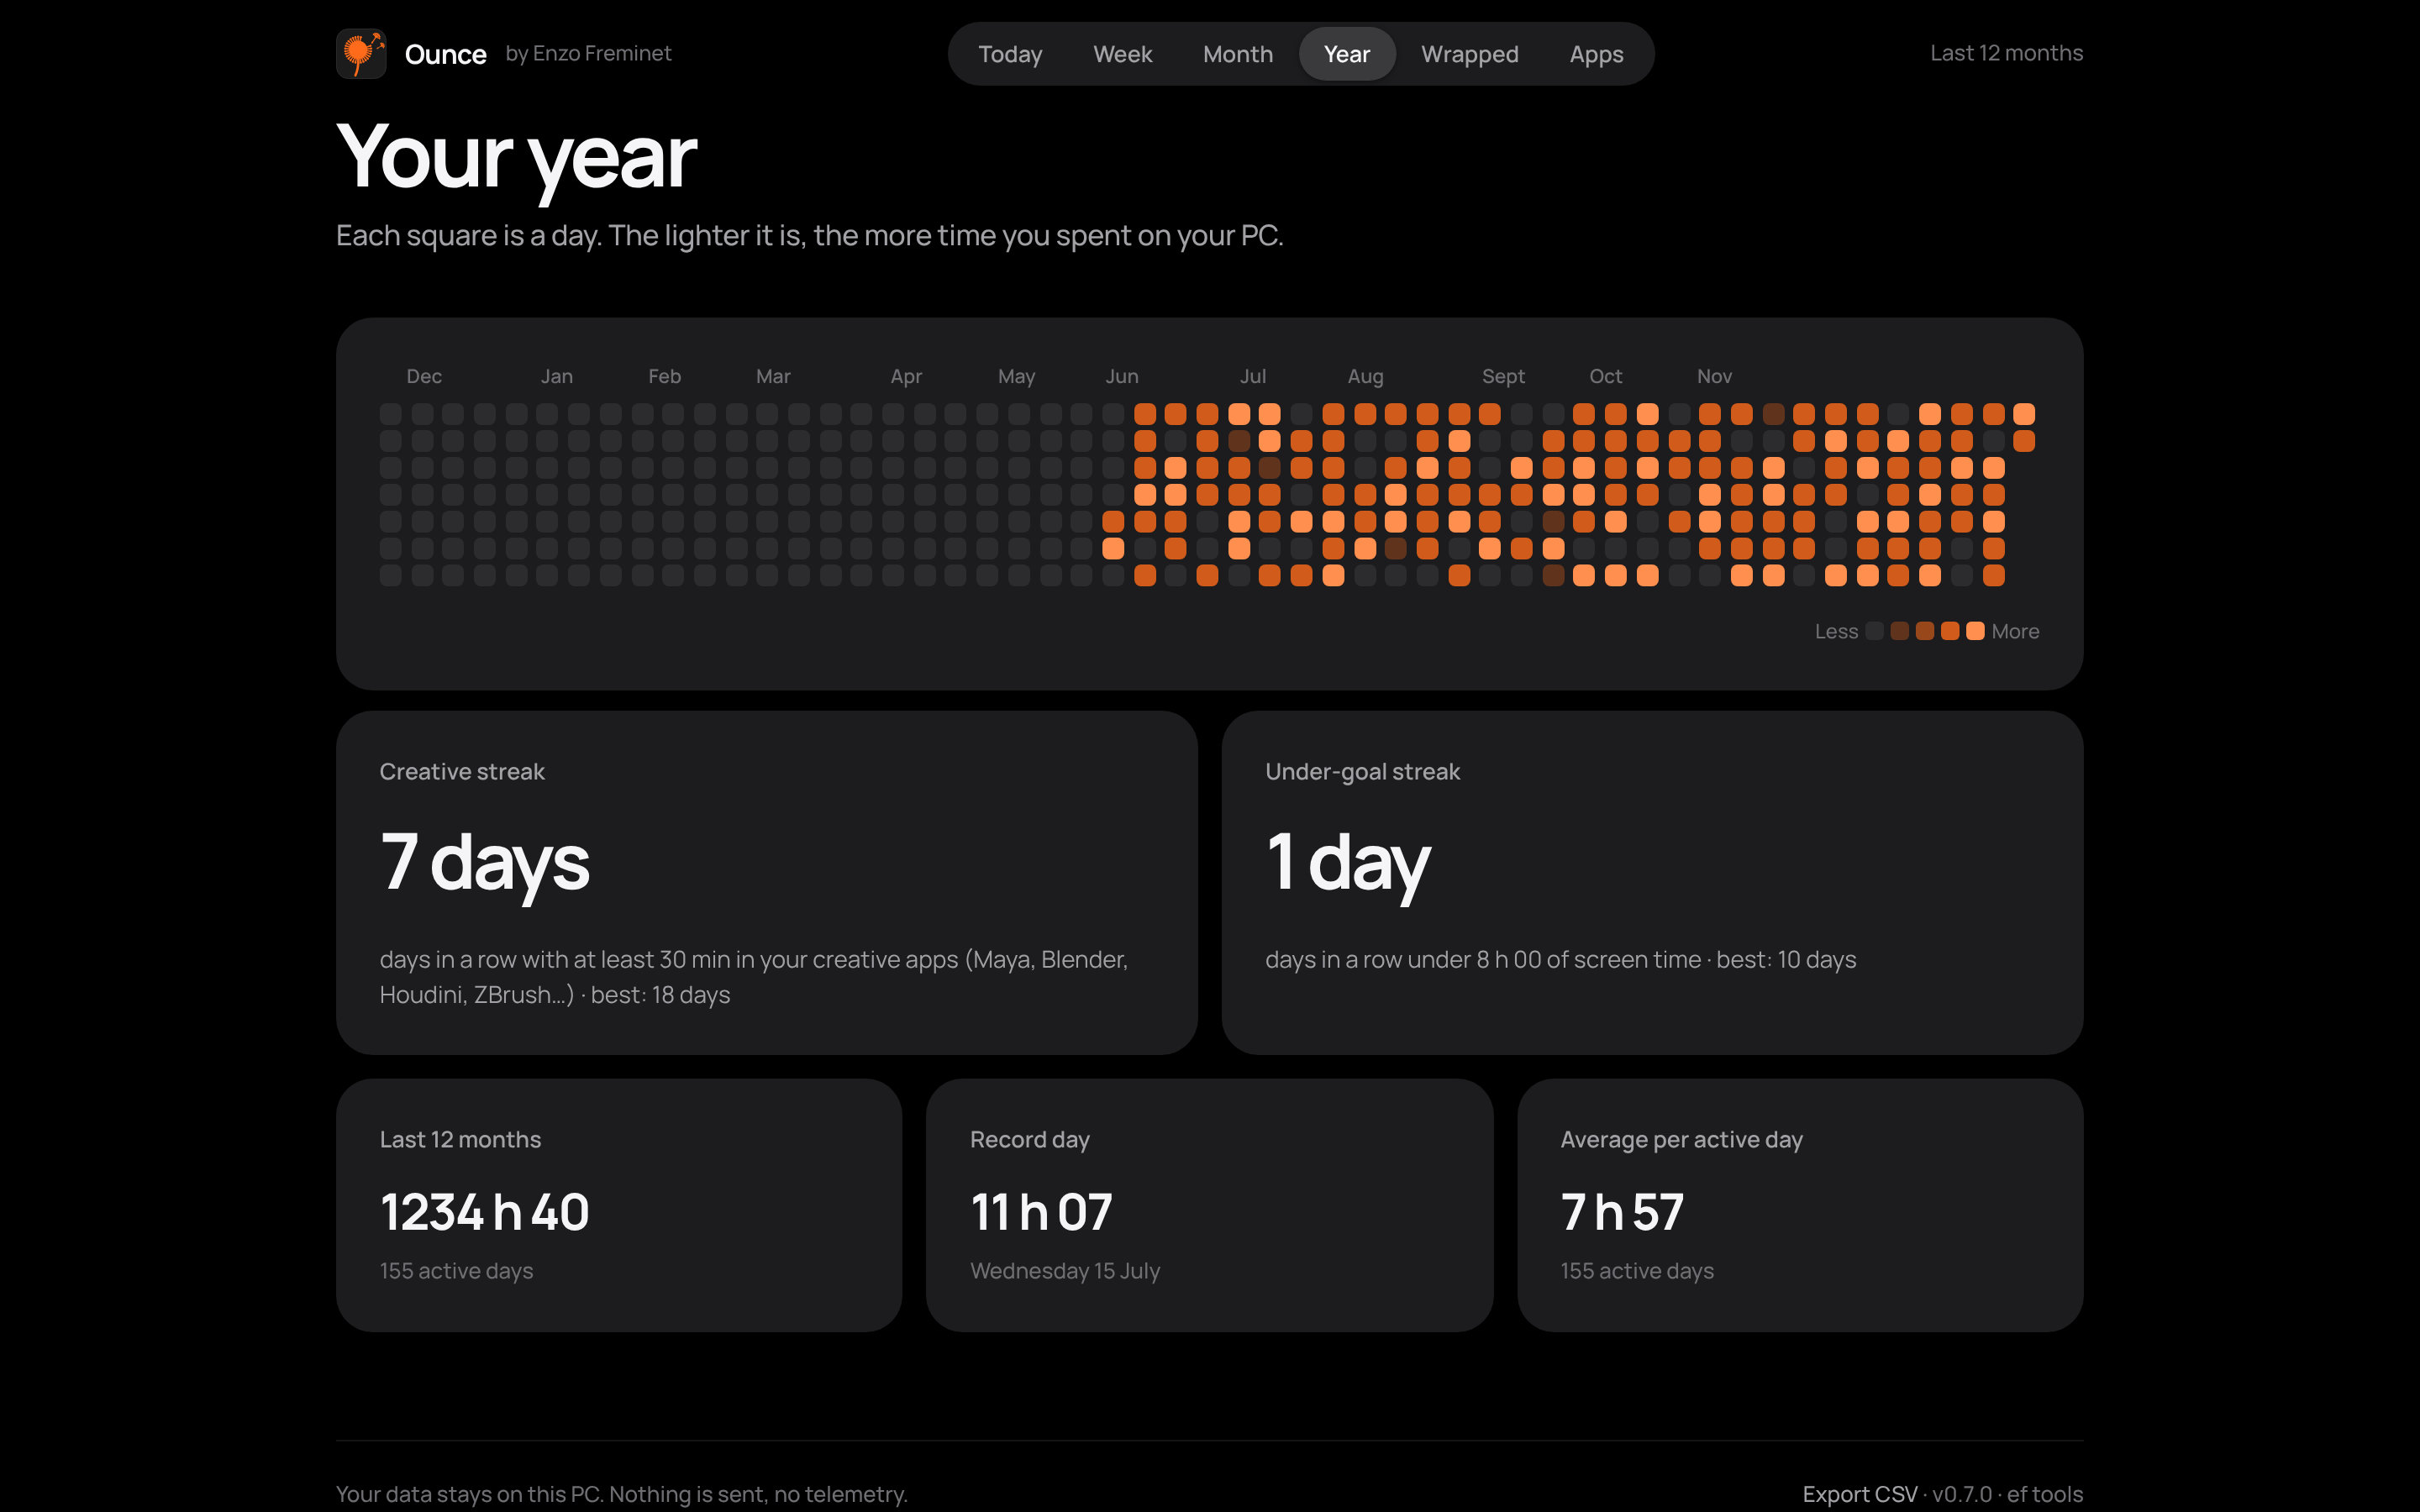 Ounce by Enzo Freminet
Today Week Month Year Wrapped Apps
Last 12 months
Your year
Each square is a day. The lighter it is, the more time you spent on your PC.
Dec Jan Feb Mar Apr May Jun Jul Aug Sept Oct Nov
Less More
Creative streak
7 days
days in a row with at least 30 min in your creative apps (Maya, Blender,
Houdini, ZBrush…) · best: 18 days
Under-goal streak
1 day
days in a row under 8 h 00 of screen time · best: 10 days
Last 12 months
1234 h 40
155 active days
Record day
11 h 07
Wednesday 15 July
Average per active day
7 h 57
155 active days
Your data stays on this PC. Nothing is sent, no telemetry.
Export CSV · v0.7.0 · ef tools